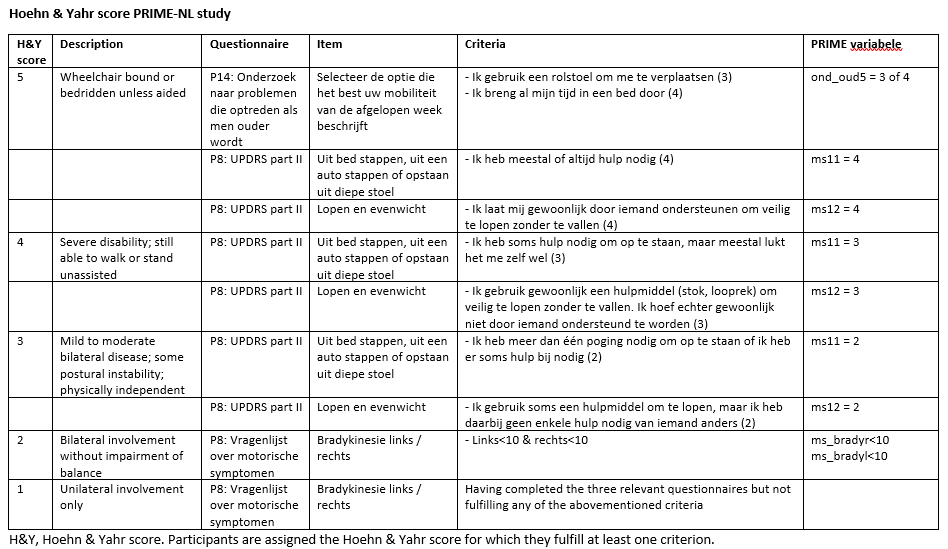 Hoehn & Yahr score PRIME-NL study
H&Y score
Description
Questionnaire
Item
Criteria
PRIME variabele
5
Wheelchair bound or
bedridden unless aided
P14: Onderzoek
naar problemen
die optreden als
men ouder
wordt
Selecteer de optie die
het best uw mobiliteit
van de afgelopen week
beschrijft
- Ik gebruik een rolstoel om me te verplaatsen (3)
- Ik breng al mijn tijd in een bed door (4)
ond_oud5 = 3 of 4
P8: UPDRS part II
Uit bed stappen, uit een
auto stappen of opstaan
uit diepe stoel
- Ik heb meestal of altijd hulp nodig (4)
ms11 = 4
P8: UPDRS part II
Lopen en evenwicht
- Ik laat mij gewoonlijk door iemand ondersteunen om veilig
te lopen zonder te vallen (4)
ms12 = 4
4
Severe disability; still
able to walk or stand
unassisted
P8: UPDRS part II
Uit bed stappen, uit een
auto stappen of opstaan
uit diepe stoel
- Ik heb soms hulp nodig om op te staan, maar meestal lukt
het me zelf wel (3)
ms11 = 3
P8: UPDRS part II
Lopen en evenwicht
- Ik gebruik gewoonlijk een hulpmiddel (stok, looprek) om
veilig te lopen zonder te vallen. Ik hoef echter gewoonlijk
niet door iemand ondersteund te worden (3)
ms12 = 3
3
Mild to moderate
bilateral disease; some
postural instability;
physically independent
P8: UPDRS part II
Uit bed stappen, uit een
auto stappen of opstaan
uit diepe stoel
- Ik heb meer dan één poging nodig om op te staan of ik heb
er soms hulp bij nodig (2)
ms11 = 2
P8: UPDRS part II
Lopen en evenwicht
- Ik gebruik soms een hulpmiddel om te lopen, maar ik heb
daarbij geen enkele hulp nodig van iemand anders (2)
ms12 = 2
2
Bilateral involvement
without impairment of
balance
P8: Vragenlijst
over motorische
symptomen
Bradykinesie links /
rechts
- Links<10 & rechts<10
ms_bradyr<10
ms_bradyl<10
1
Unilateral involvement
only
P8: Vragenlijst
over motorische
symptomen
Bradykinesie links /
rechts
Having completed the three relevant questionnaires but not
fulfilling any of the abovementioned criteria
H&Y, Hoehn & Yahr score. Participants are assigned the Hoehn & Yahr score for which they fulfill at least one criterion.